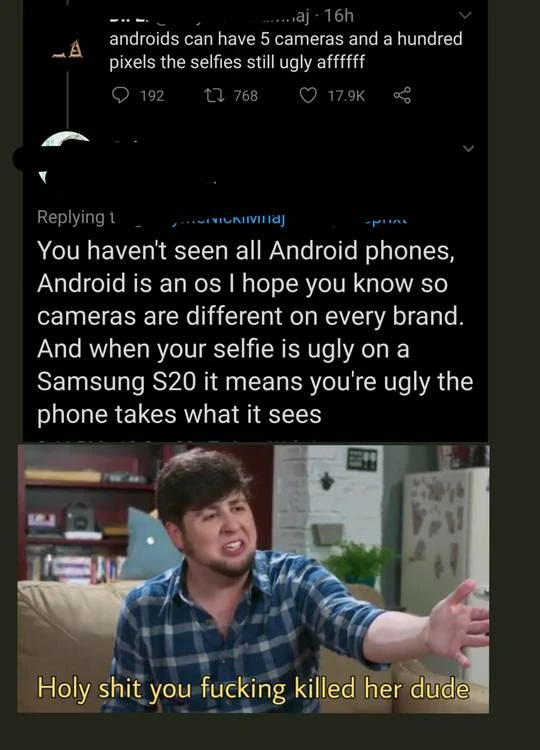 · 16h
androids can have 5 cameras and a hundred
pixels the selfies still ugly affffff
192 768 17.9K
Replying
You haven't seen all Android phones,
Android is an os I hope you know so
cameras are different on every brand.
And when your selfie is ugly on a
Samsung S20 it means you're ugly the
phone takes what it sees
Holy shit you fucking killed her dude